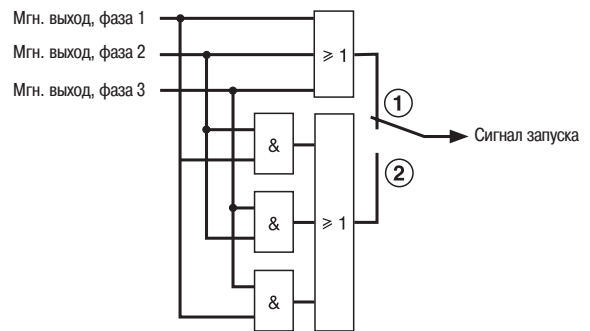 Мгн. выход, фаза 1
Мгн. выход, фаза 2
Мгн. выход, фаза 3
⩾ 1
1
Сигнал запуска
&
2
&
⩾ 1
&